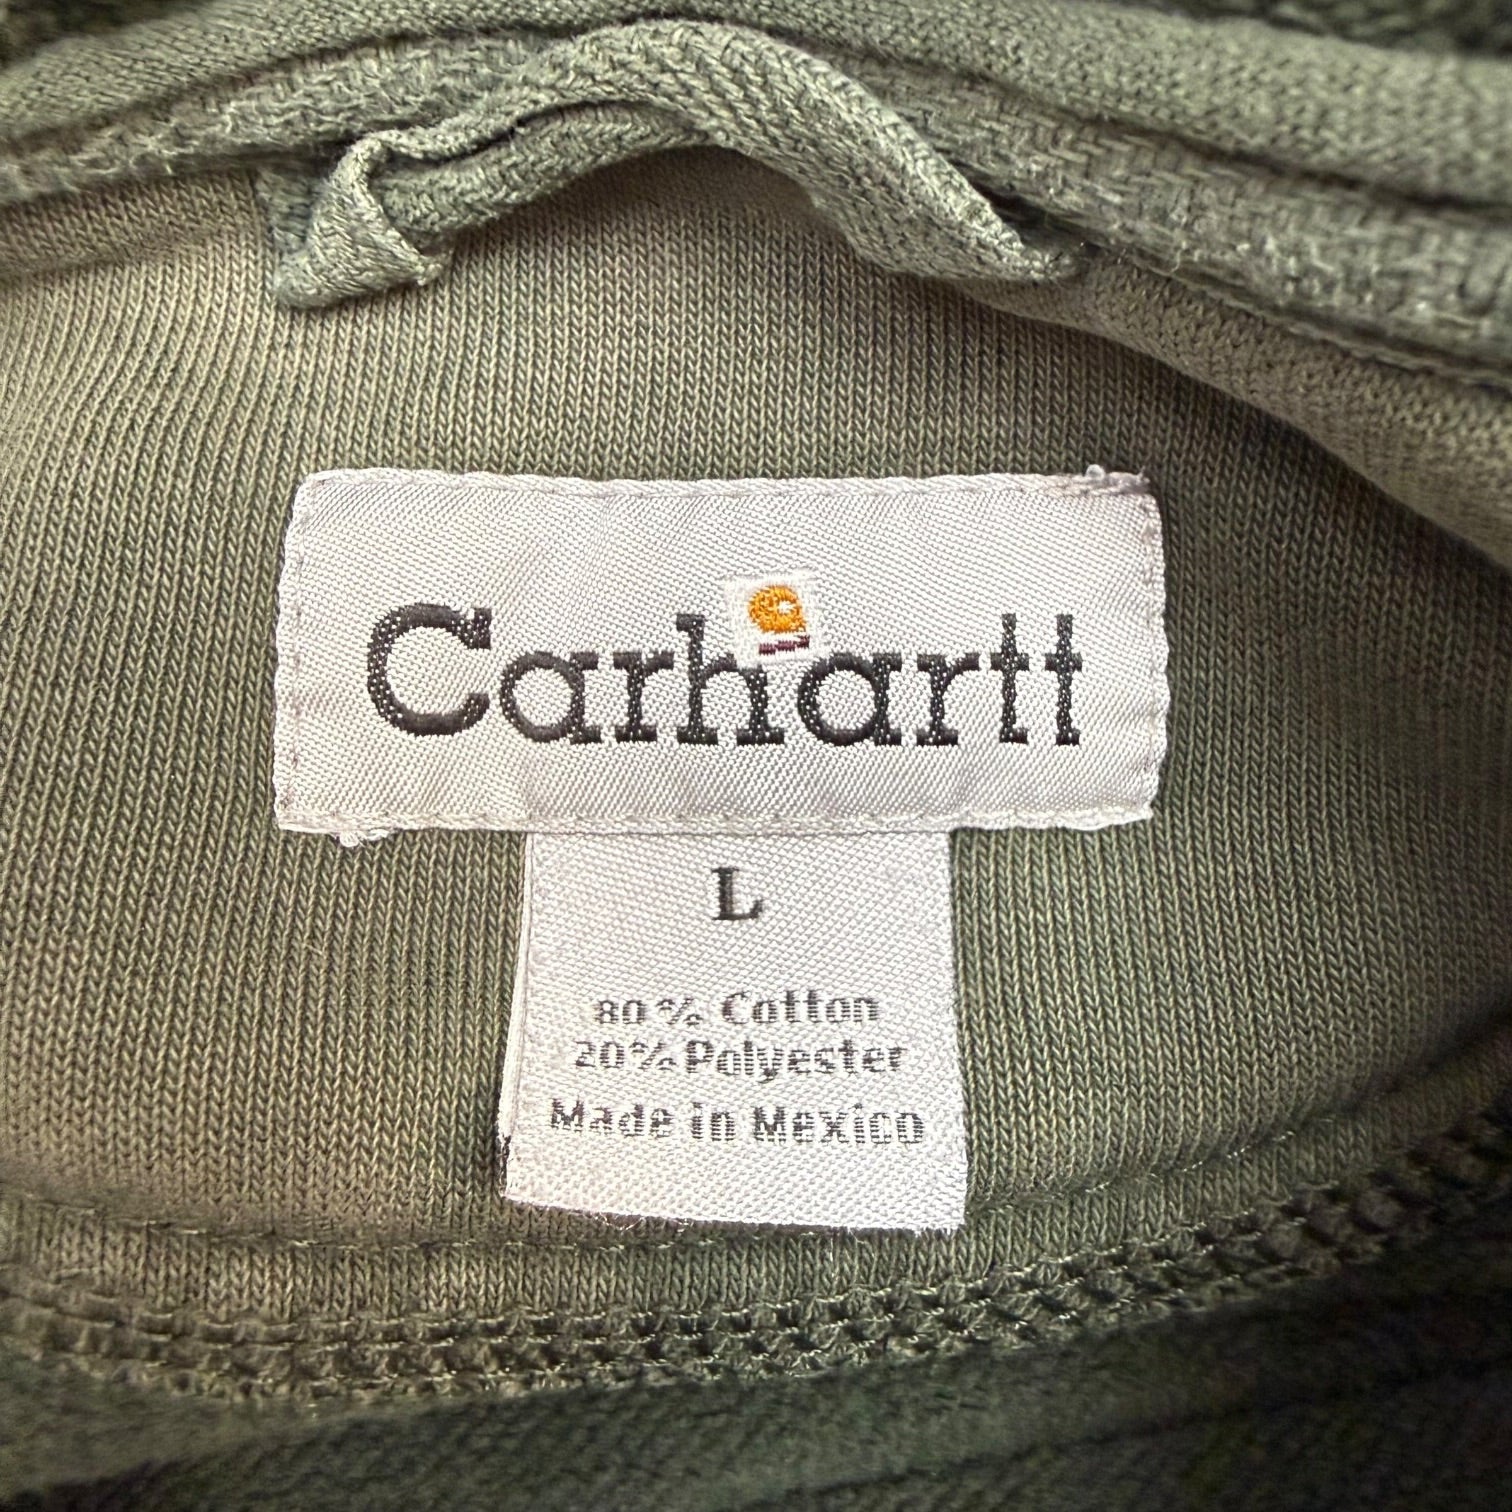 Carhartt
L
80% Cotton
20% Polyester
Made in Mexico